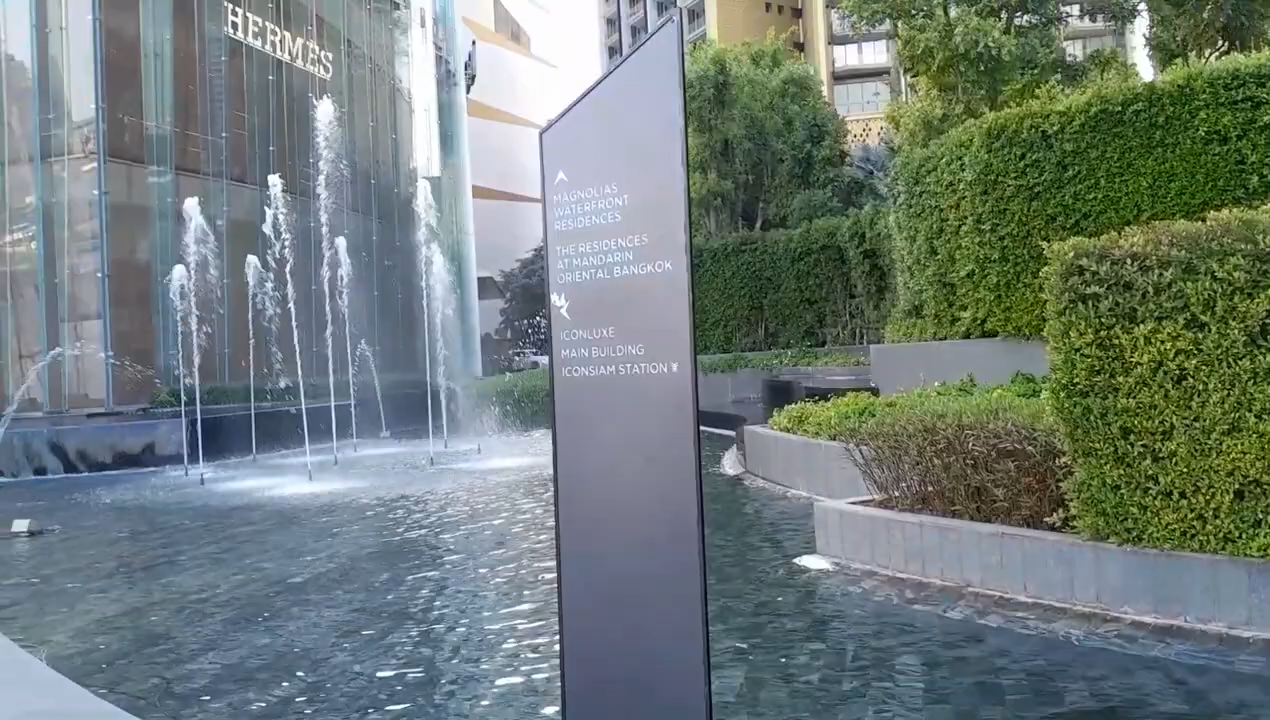 HERMÈS
MAGNOLIAS
WATERFRONT
RESIDENCES
THE RESIDENCES
AT MANDARIN
ORIENTAL BANGKOK
ICONLUXE
MAIN BUILDING
ICONSIAM STATION